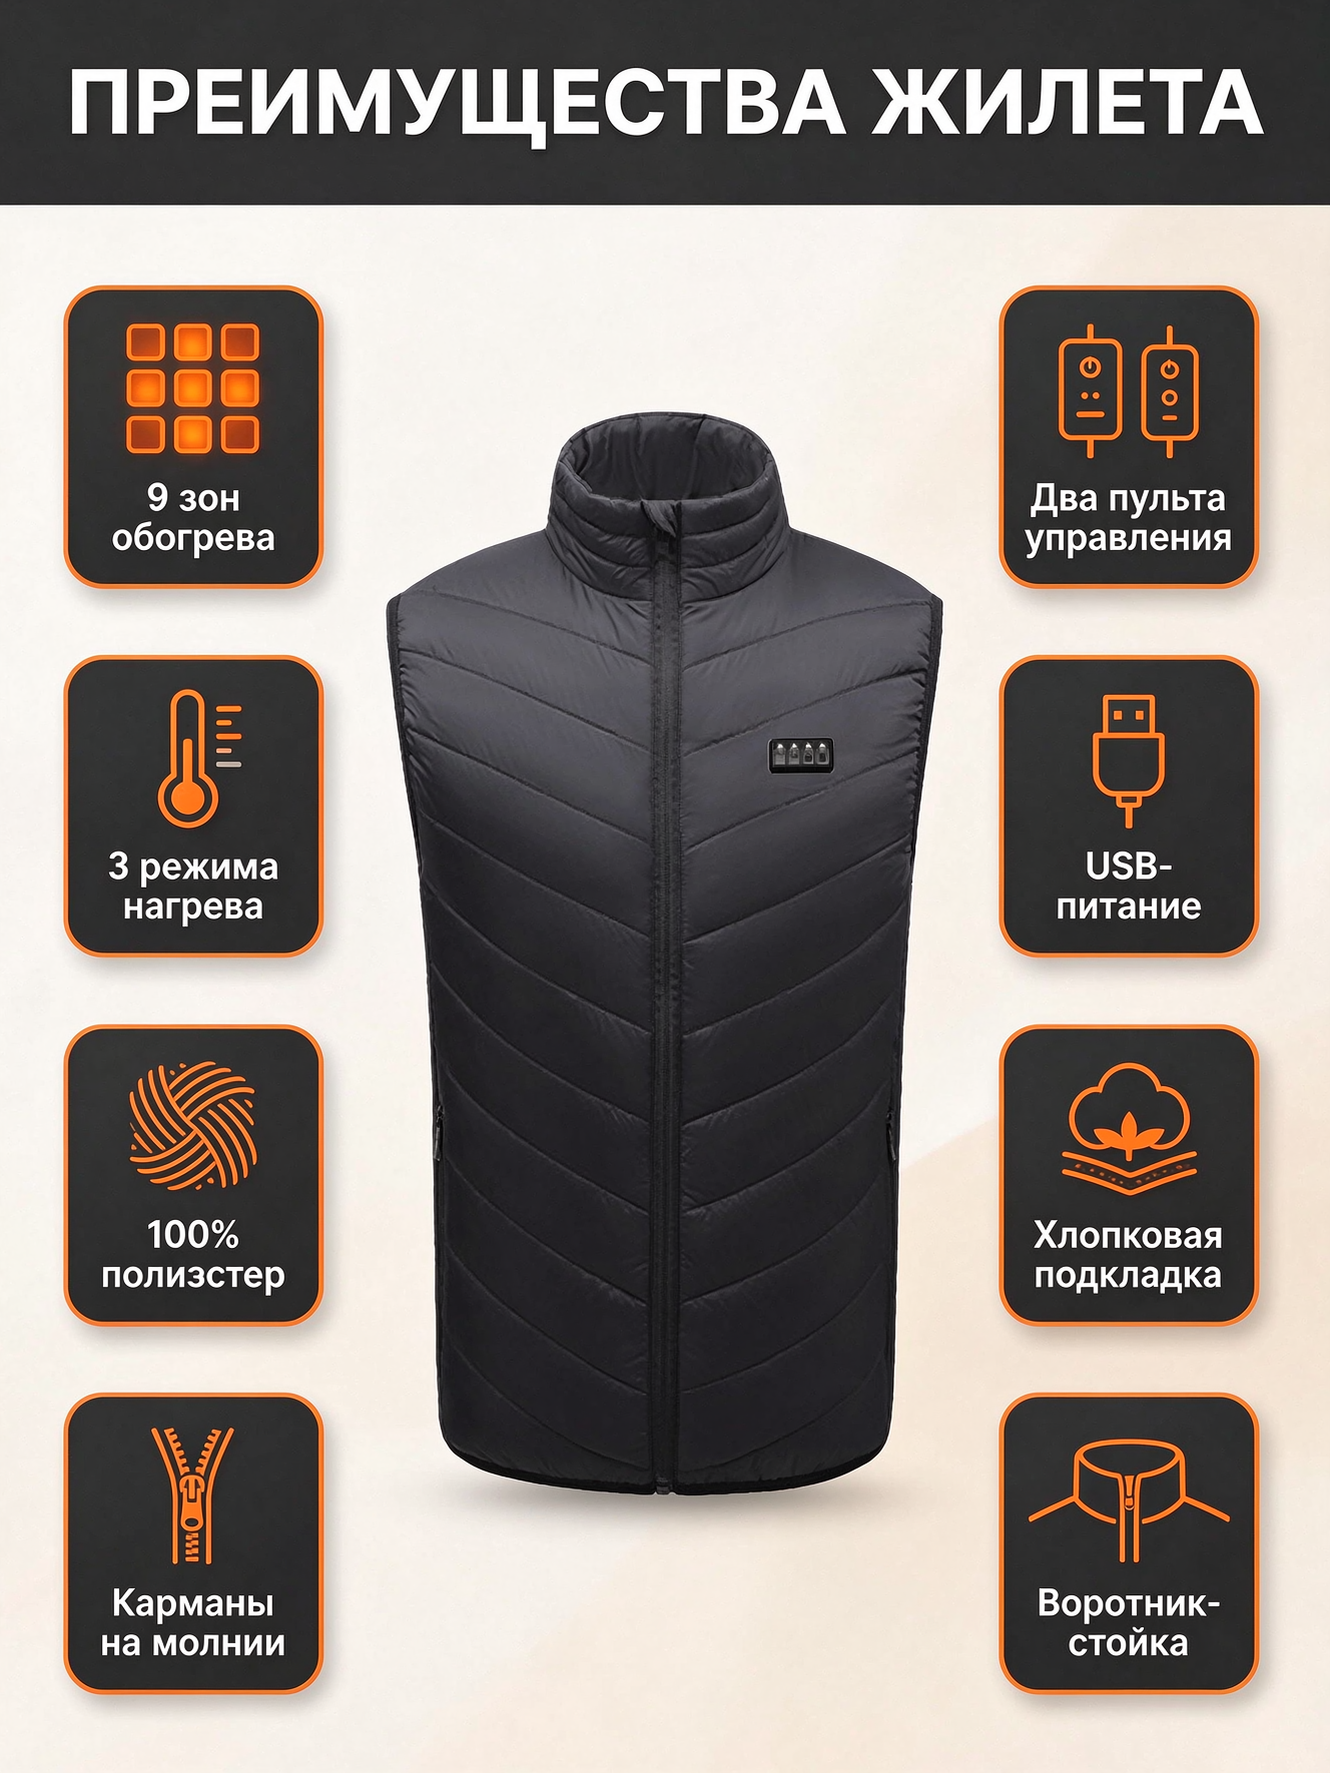 ПРЕИМУЩЕСТВА ЖИЛЕТА
9 зон
обогрева
Два пульта
управления
3 режима
нагрева
USB-
питание
100%
полизстер
Хлопковая
подкладка
Карманы
на молнии
Воротник-
стойка